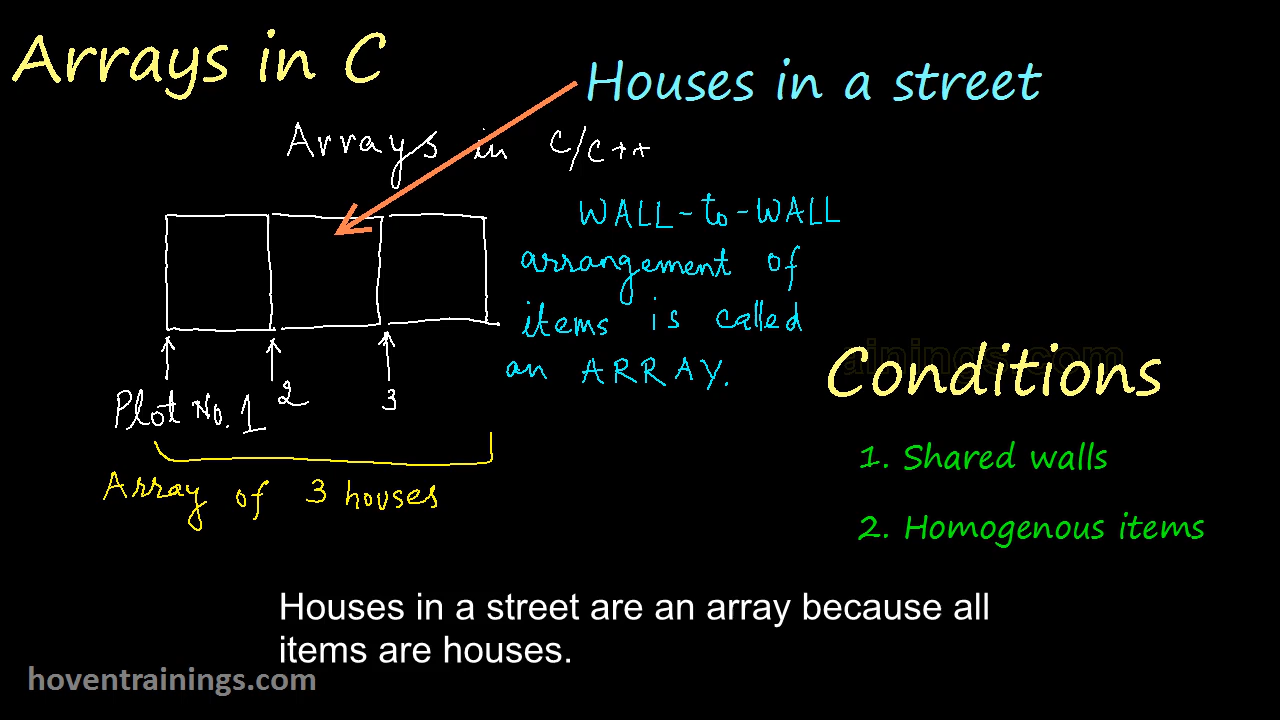 Arrays in C
Houses in a street
Arrays in C/C++
WALL-to-WALL
arrangement of
items is called
an ARRAY.
Plot No. 1 2 3
Array of 3 houses
Conditions
1. Shared walls
2. Homogenous items
Houses in a street are an array because all
items are houses.
hoventrainings.com